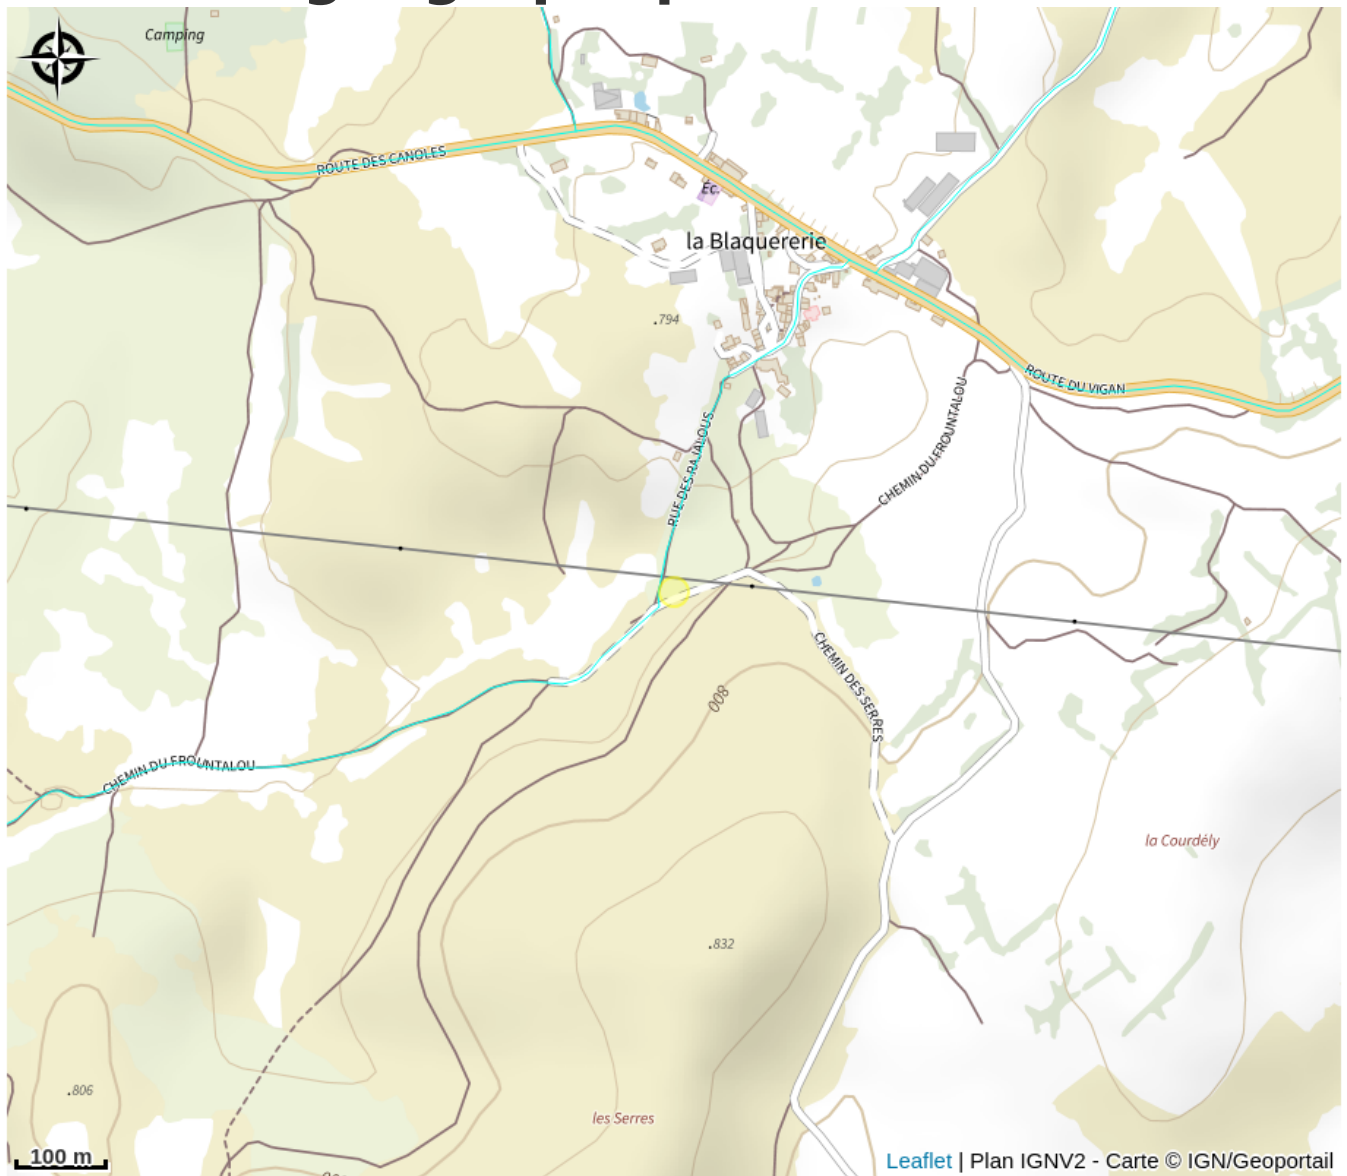 Camping
ROUTE DES CANOLES
Éc.
la Blaquererie
.794
ROUTE DU VIGAN
CHEMIN DU FROUNTALOU
RUE DES RAJALOUS
CHEMIN DES SERRES
800
CHEMIN DU FROUNTALOU
la Courdély
.832
.806
les Serres
100 m
Leaflet | Plan IGNV2 - Carte © IGN/Geoportail